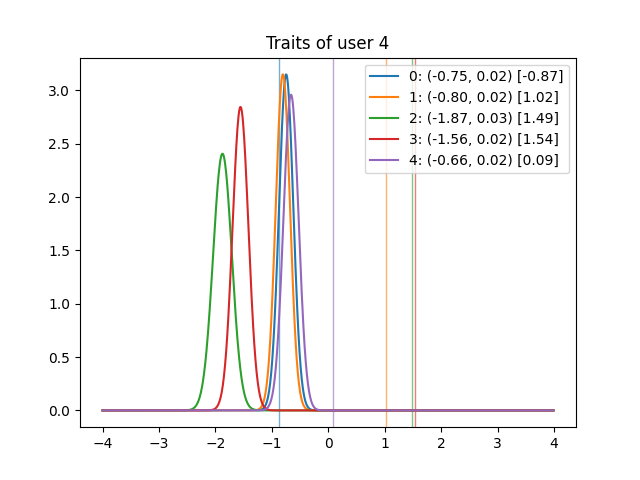 Traits of user 4
0: (-0.75, 0.02) [-0.87]
1: (-0.80, 0.02) [1.02]
2: (-1.87, 0.03) [1.49]
3: (-1.56, 0.02) [1.54]
4: (-0.66, 0.02) [0.09]
3.0
2.5
2.0
1.5
1.0
0.5
0.0
−4 −3 −2 −1 0 1 2 3 4